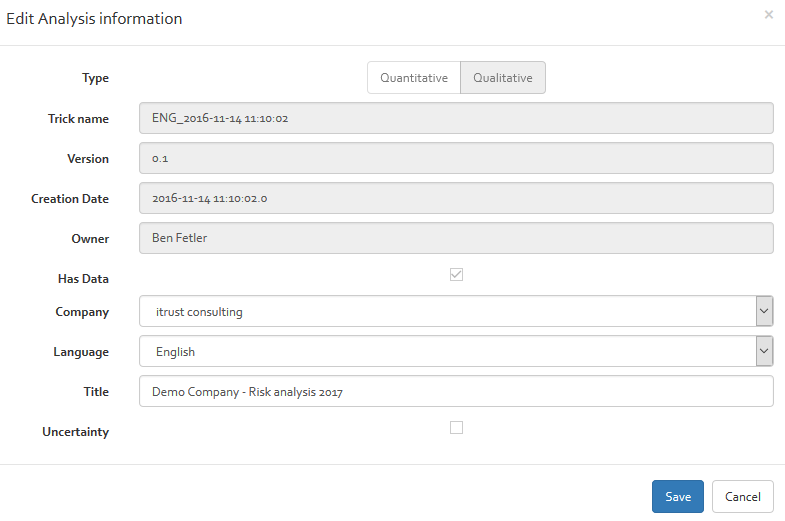 Edit Analysis information
×
Type Quantitative Qualitative
Trick name ENG_2016-11-14 11:10:02
Version 0.1
Creation Date 2016-11-14 11:10:02.0
Owner Ben Fetler
Has Data
Company itrust consulting
Language English
Title Demo Company - Risk analysis 2017
Uncertainty
Save Cancel